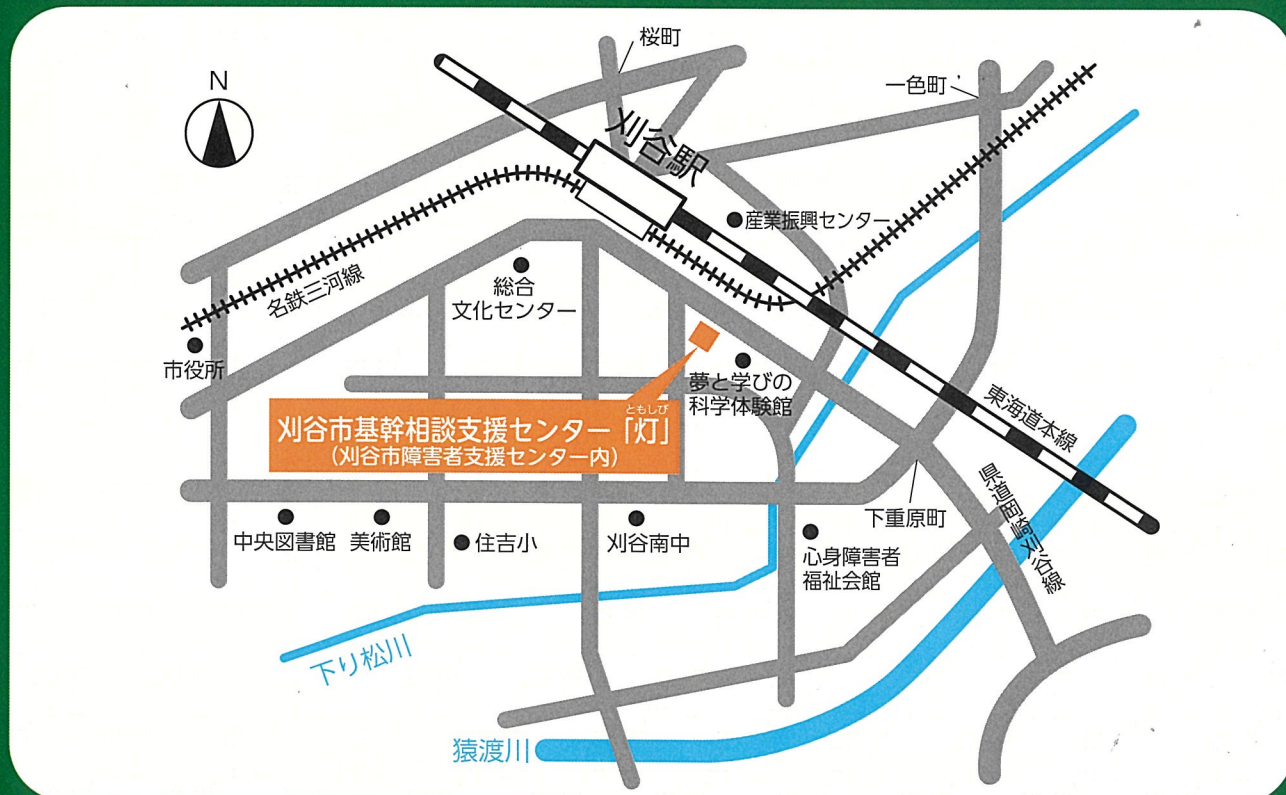 N
桜町
一色町
刈谷駅
産業振興センター
名鉄三河線
総合
文化センター
市役所
夢と学びの
科学体験館
東海道本線
ともしび
刈谷市基幹相談支援センター「灯」
(刈谷市障害者支援センター内)
県道岡崎刈谷線
下重原町
中央図書館
美術館
住吉小
刈谷南中
心身障害者
福祉会館
下り松川
猿渡川